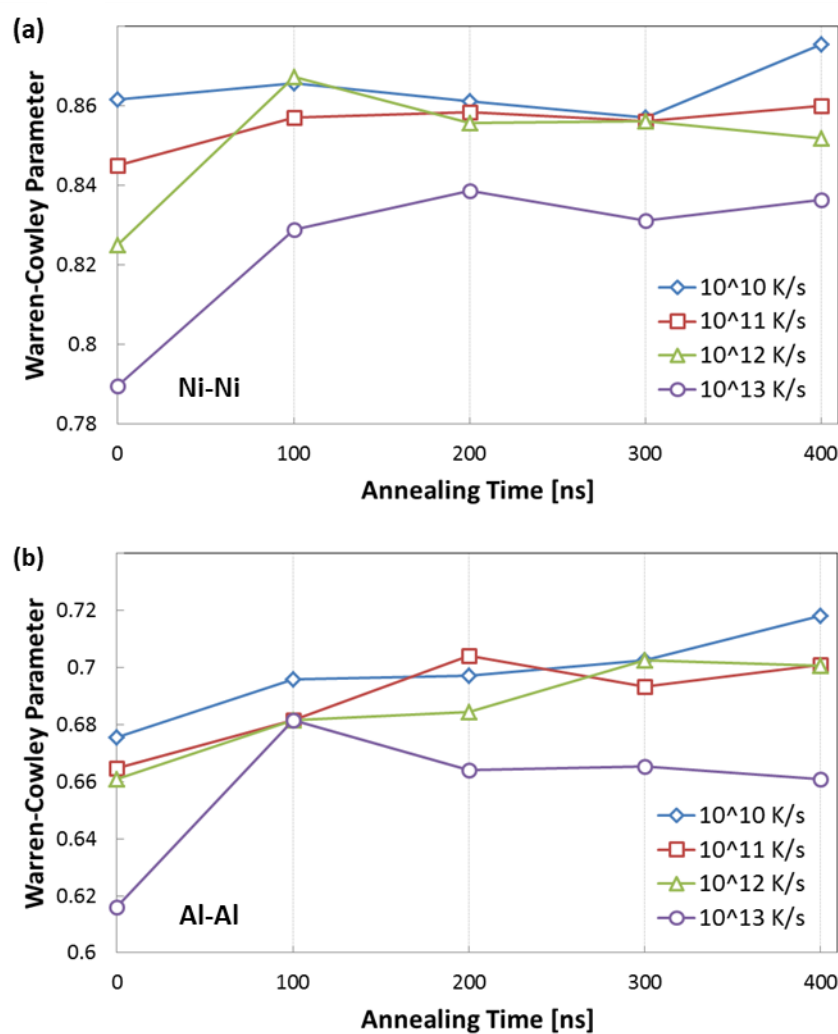 (a)
Warren-Cowley Parameter
0.86
0.84
0.82
0.8
0.78
10^10 K/s
10^11 K/s
10^12 K/s
10^13 K/s
Ni-Ni
0 100 200 300 400
Annealing Time [ns]
(b)
Warren-Cowley Parameter
0.72
0.7
0.68
0.66
0.64
0.62
0.6
10^10 K/s
10^11 K/s
10^12 K/s
10^13 K/s
Al-Al
0 100 200 300 400
Annealing Time [ns]